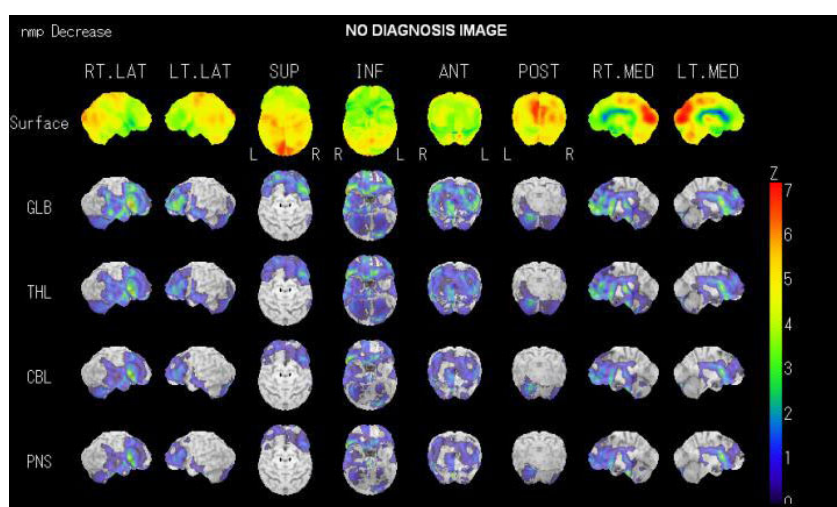 nmp Decrease
NO DIAGNOSIS IMAGE
RT.LAT LT.LAT SUP INF ANT POST RT.MED LT.MED
Surface
L R R L R L L R
Z
GLB
THL
CBL
PNS
7
6
5
4
3
2
1
0